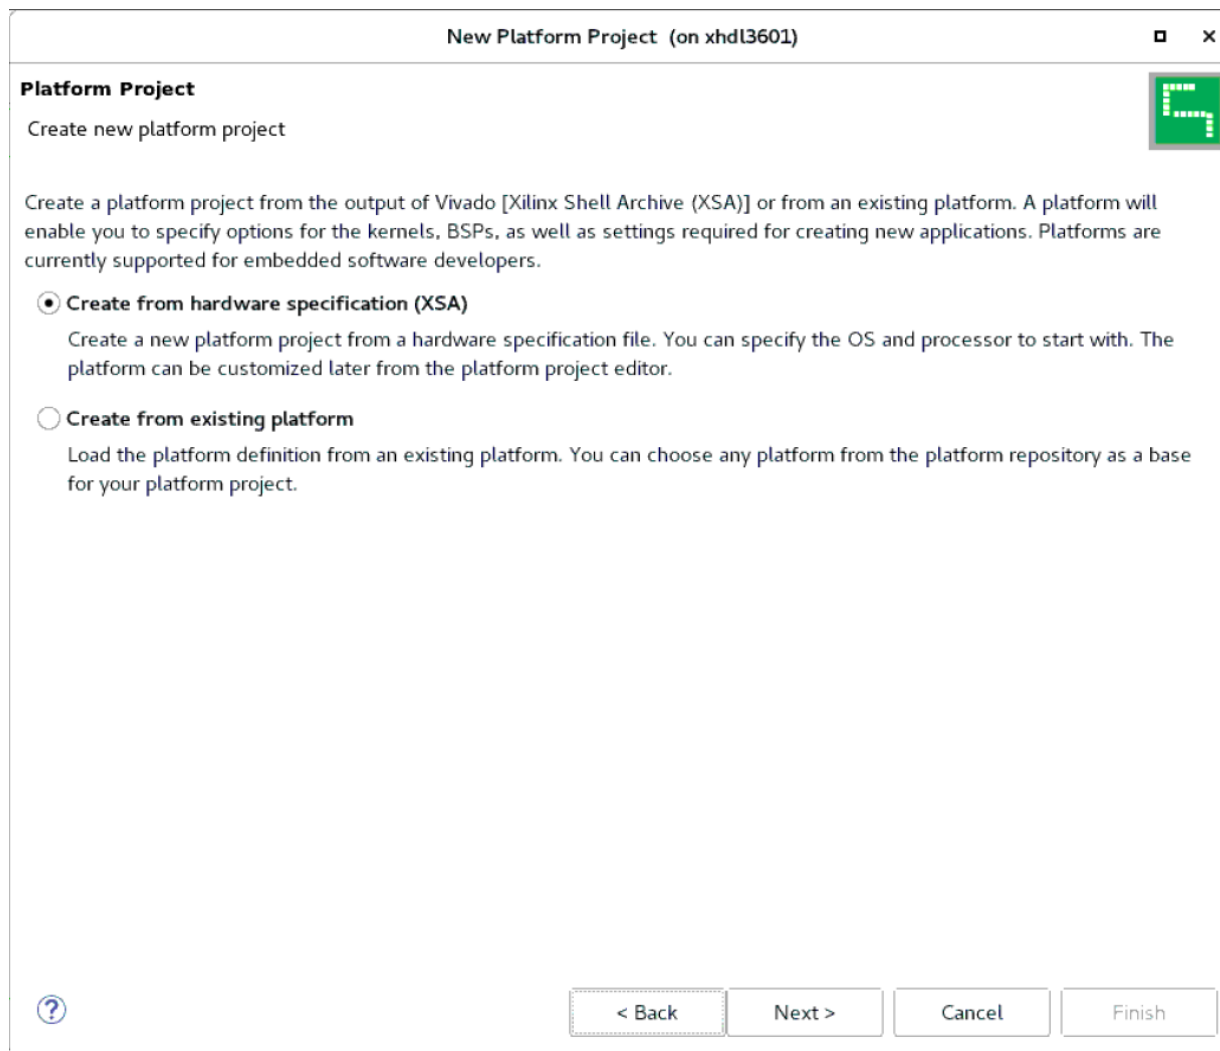 New Platform Project (on xhdl3601)
Platform Project
Create new platform project
Create a platform project from the output of Vivado [Xilinx Shell Archive (XSA)] or from an existing platform. A platform will
enable you to specify options for the kernels, BSPs, as well as settings required for creating new applications. Platforms are
currently supported for embedded software developers.
Create from hardware specification (XSA)
Create a new platform project from a hardware specification file. You can specify the OS and processor to start with. The
platform can be customized later from the platform project editor.
Create from existing platform
Load the platform definition from an existing platform. You can choose any platform from the platform repository as a base
for your platform project.
?
< Back
Next >
Cancel
Finish